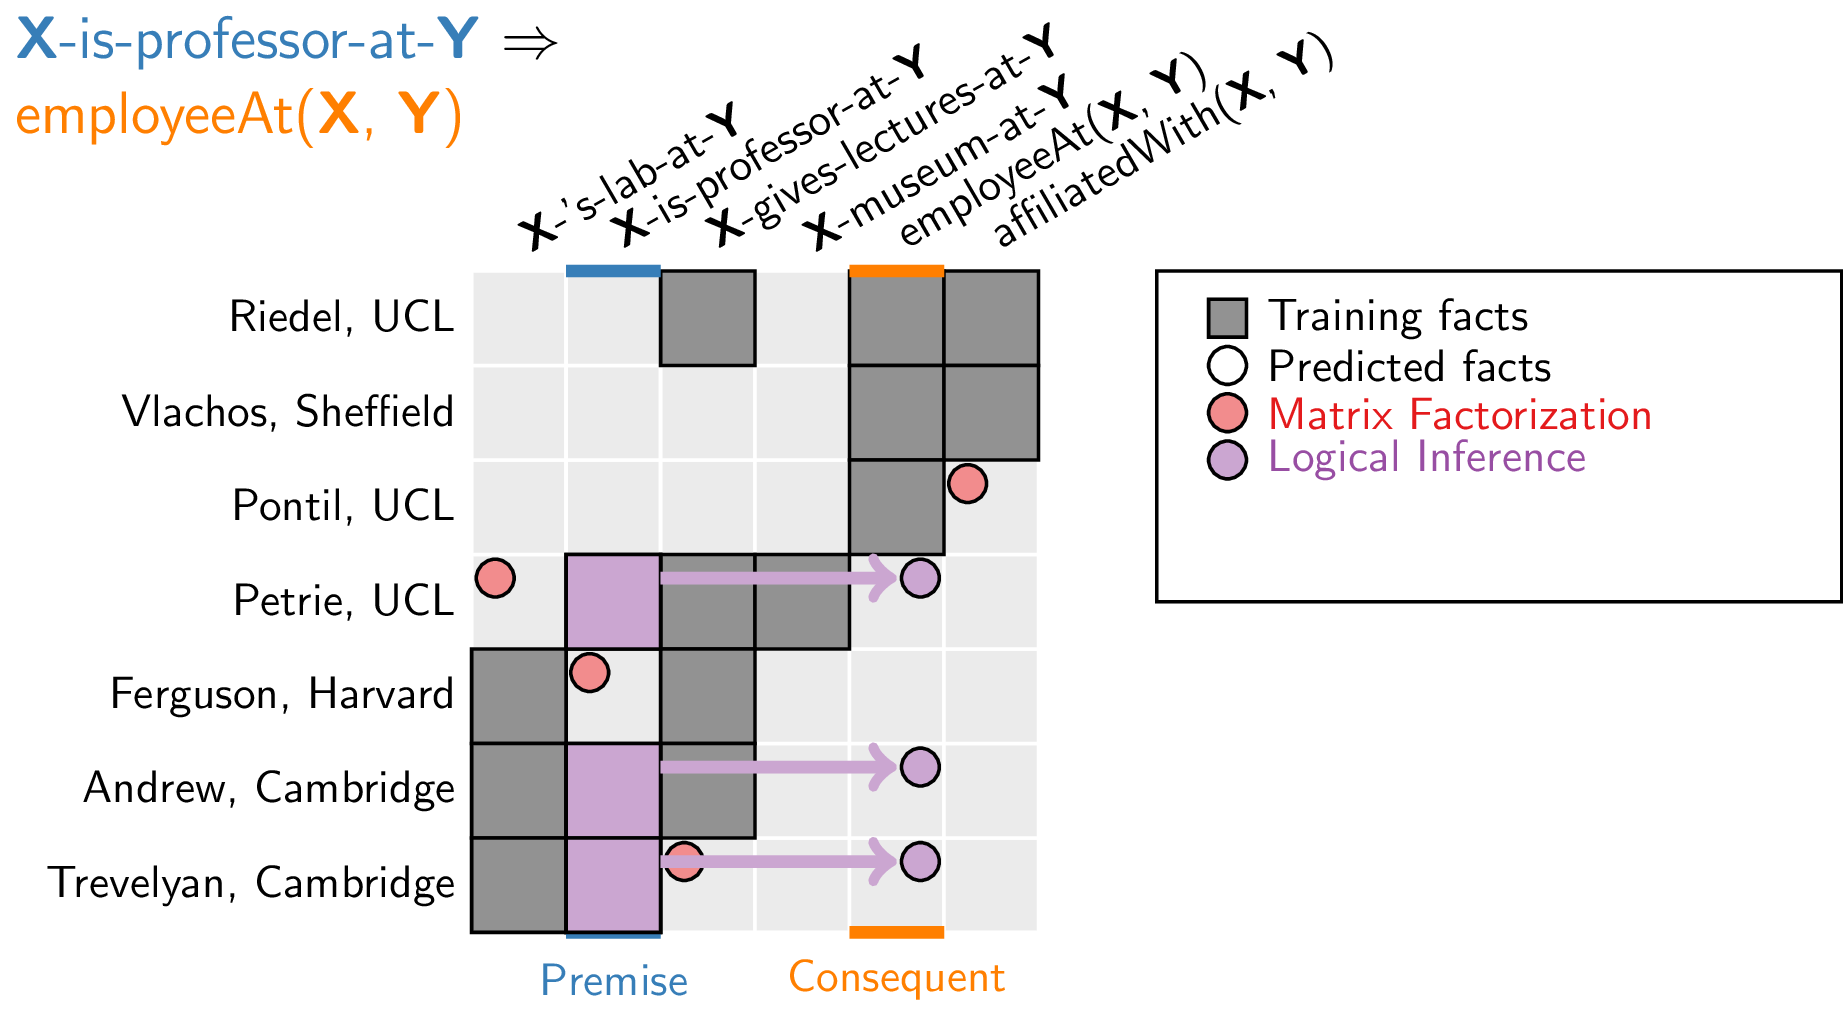 X-is-professor-at-Y ⇒
employeeAt(X, Y)
X-'s-lab-at-Y
X-is-professor-at-Y
X-gives-lectures-at-Y
X-museum-at-Y
employeeAt(X, Y)
affiliatedWith(X, Y)
Riedel, UCL
Vlachos, Sheffield
Pontil, UCL
Petrie, UCL
Ferguson, Harvard
Andrew, Cambridge
Trevelyan, Cambridge
Premise
Consequent
Training facts
Predicted facts
Matrix Factorization
Logical Inference